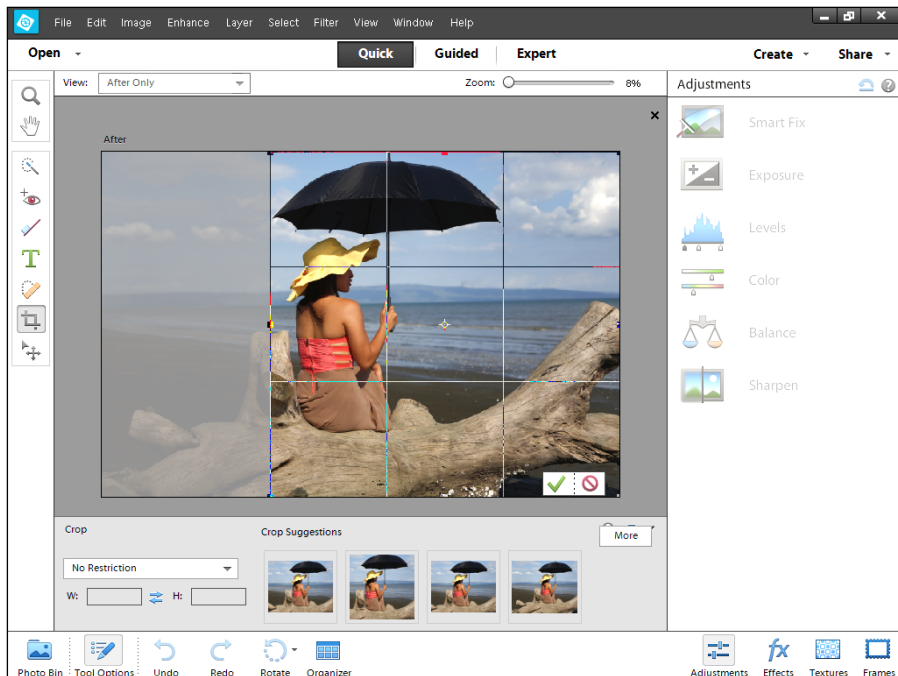 File Edit Image Enhance Layer Select Filter View Window Help
Open Quick Guided Expert Create Share
View: After Only Zoom: 8% Adjustments
After
Smart Fix
Exposure
Levels
Color
Balance
Sharpen
Crop Crop Suggestions More
No Restriction
W: H:
Photo Bin Tool Options Undo Redo Rotate Organizer Adjustments Effects Textures Frames